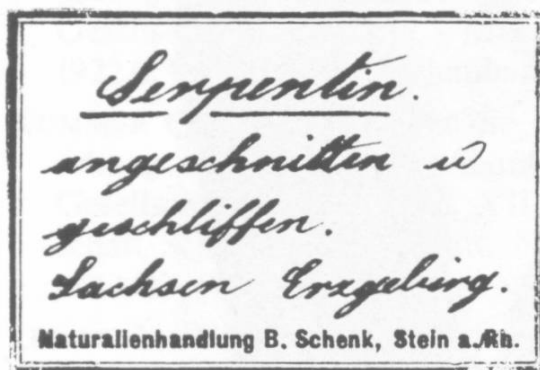 Serpentin.
angeschnitten u
geschliffen.
Sachsen Erzgebirg.
Naturalienhandlung B. Schenk, Stein a./Rh.